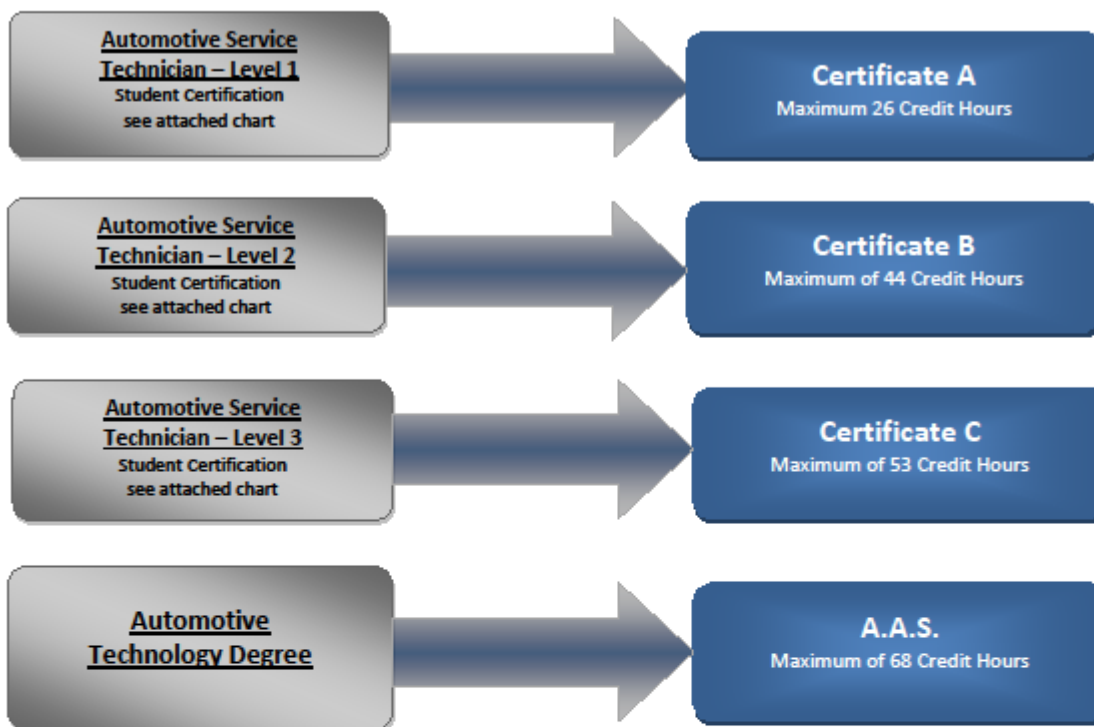 Automotive Service
Technician – Level 1
Student Certification
see attached chart
Certificate A
Maximum 26 Credit Hours
Automotive Service
Technician – Level 2
Student Certification
see attached chart
Certificate B
Maximum of 44 Credit Hours
Automotive Service
Technician – Level 3
Student Certification
see attached chart
Certificate C
Maximum of 53 Credit Hours
Automotive
Technology Degree
A.A.S.
Maximum of 68 Credit Hours